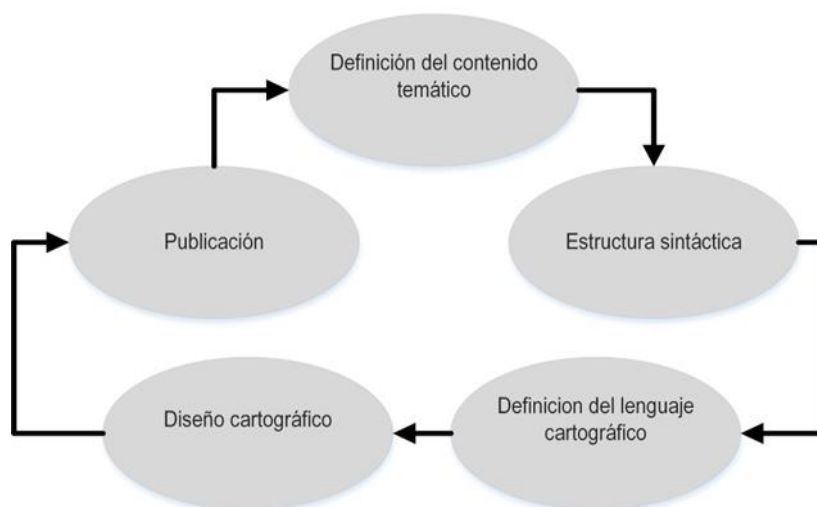 Definición del contenido
temático
Publicación
Estructura sintáctica
Diseño cartográfico
Definicion del lenguaje
cartográfico